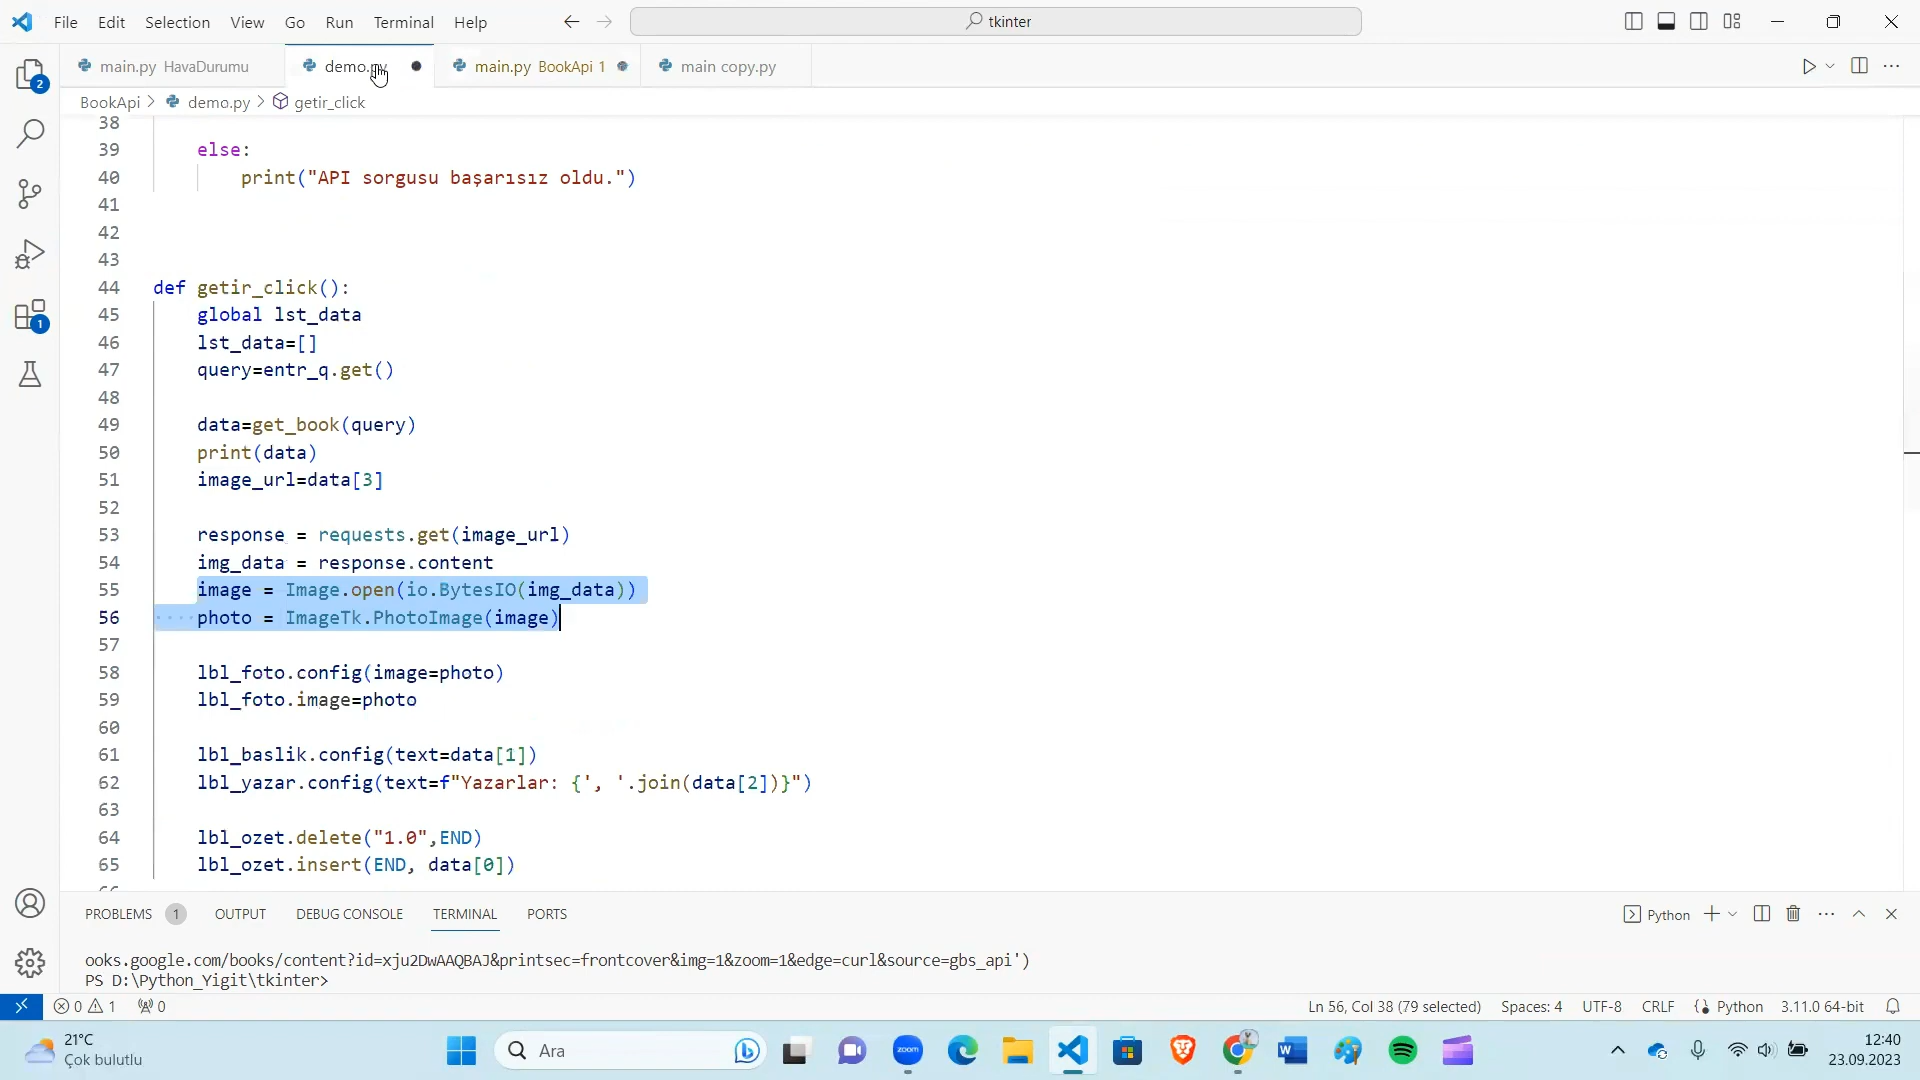 File Edit Selection View Go Run Terminal Help
tkinter
main.py HavaDurumu
demo.py
main.py BookApi 1
main copy.py
BookApi > demo.py > getir_click
2
1
38
39 else:
40 print("API sorgusu başarısız oldu.")
41
42
43
44 def getir_click():
45 global lst_data
46 lst_data=[]
47 query=entr_q.get()
48
49 data=get_book(query)
50 print(data)
51 image_url=data[3]
52
53 response = requests.get(image_url)
54 img_data = response.content
55 image = Image.open(io.BytesIO(img_data))
56 ····photo = ImageTk.PhotoImage(image)
57
58 lbl_foto.config(image=photo)
59 lbl_foto.image=photo
60
61 lbl_baslik.config(text=data[1])
62 lbl_yazar.config(text=f"Yazarlar: {', '.join(data[2])}")
63
64 lbl_ozet.delete("1.0",END)
65 lbl_ozet.insert(END, data[0])
PROBLEMS 1 OUTPUT DEBUG CONSOLE TERMINAL PORTS
Python
ooks.google.com/books/content?id=xju2DwAAQBAJ&printsec=frontcover&img=1&zoom=1&edge=curl&source=gbs_api')
PS D:\Python_Yigit\tkinter>
0 1 0
Ln 56, Col 38 (79 selected) Spaces: 4 UTF-8 CRLF Python 3.11.0 64-bit
21°C
Çok bulutlu
Ara
zoom
12:40
23.09.2023